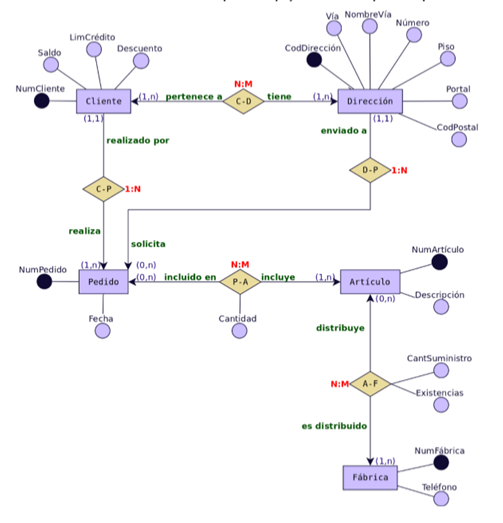 Vía
NombreVía
Número
LimCrédito
Saldo
Descuento
CodDirección
Piso
NumCliente
N:M
Portal
Cliente
(1,n)
pertenece a
C-D
tiene
(1,n)
Dirección
(1,1)
(1,1)
CodPostal
enviado a
realizado por
D-P
1:N
C-P
1:N
realiza
solicita
NumArtículo
NumPedido
(1,n)
(0,n)
N:M
Pedido
(0,n)
incluido en
P-A
incluye
(1,n)
Artículo
(0,n)
Descripción
Fecha
Cantidad
distribuye
CantSuministro
N:M
A-F
Existencias
es distribuido
NumFábrica
(1,n)
Fábrica
Teléfono